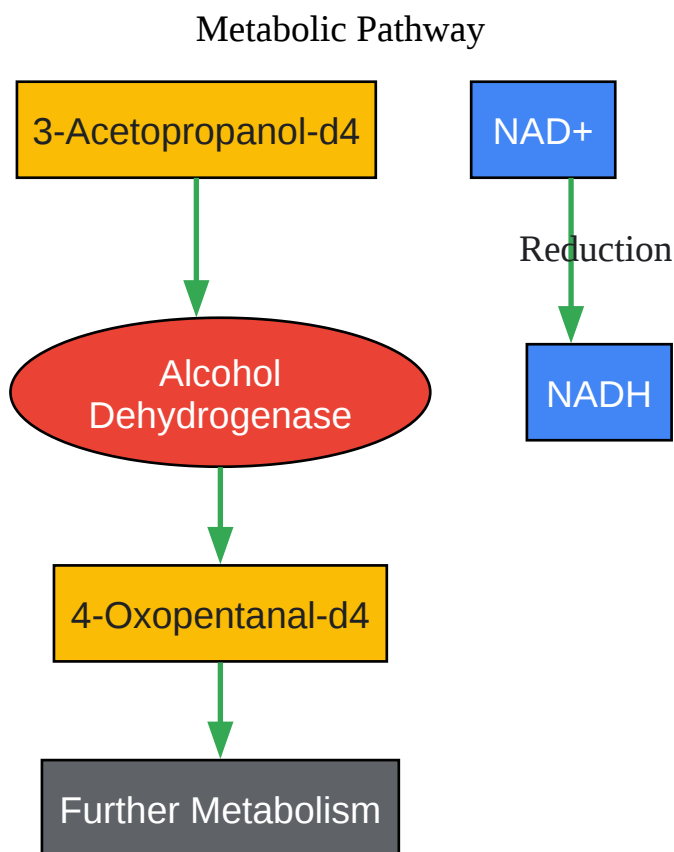 Metabolic Pathway
3-Acetopropanol-d4
NAD+
Reduction
Alcohol
Dehydrogenase
NADH
4-Oxopentanal-d4
Further Metabolism